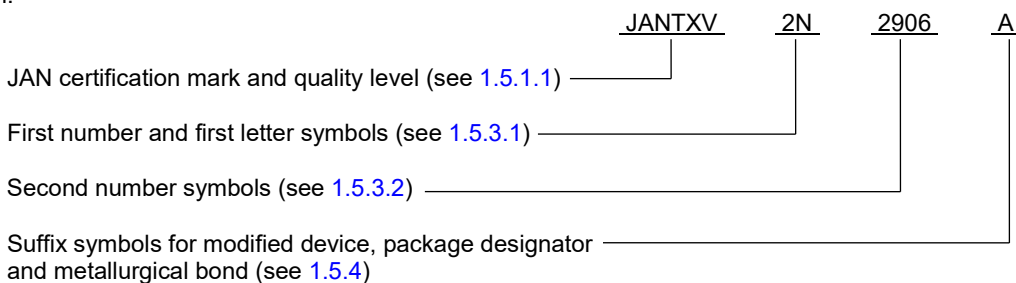 JANTXV 2N 2906 A
JAN certification mark and quality level (see 1.5.1.1)
First number and first letter symbols (see 1.5.3.1)
Second number symbols (see 1.5.3.2)
Suffix symbols for modified device, package designator
and metallurgical bond (see 1.5.4)